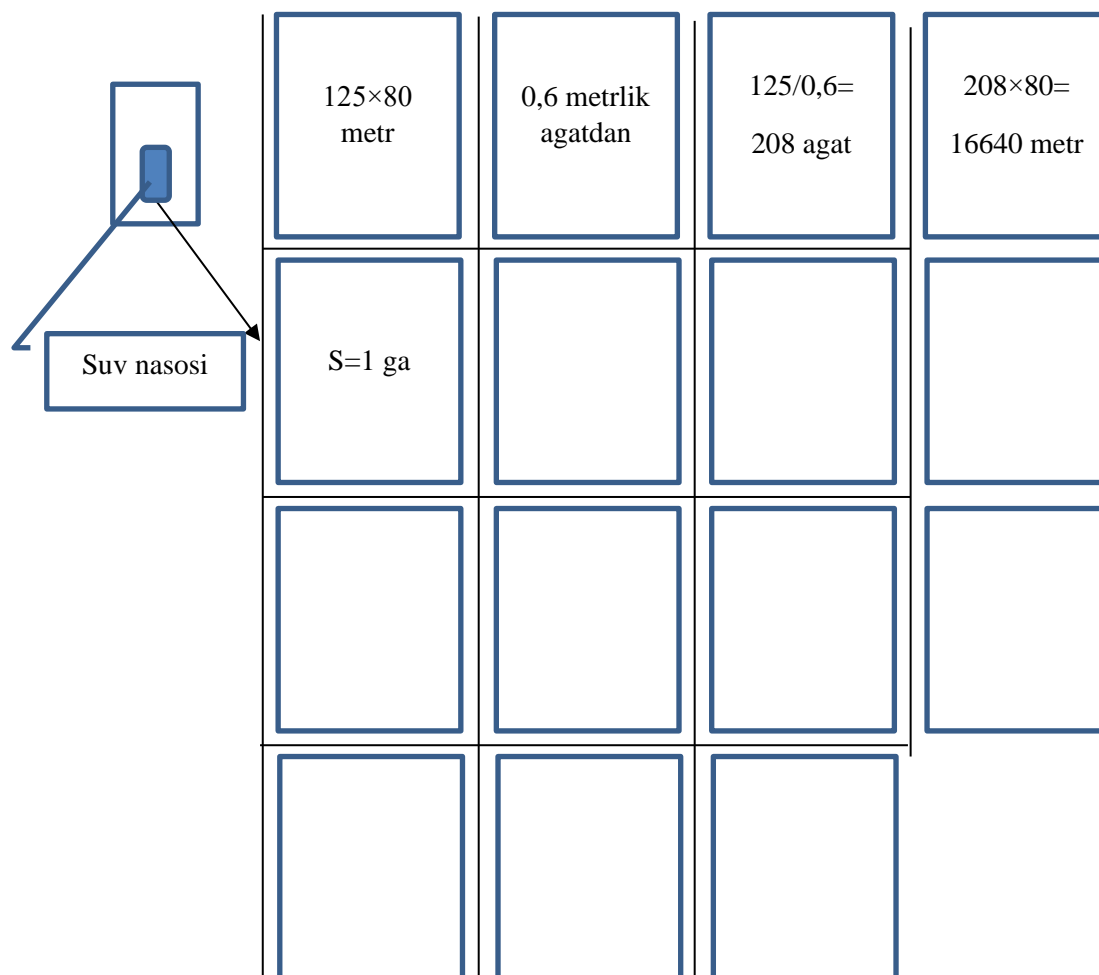 125×80
metr
0,6 metrlik
agatdan
125/0,6=
208 agat
208×80=
16640 metr
Suv nasosi
S=1 ga